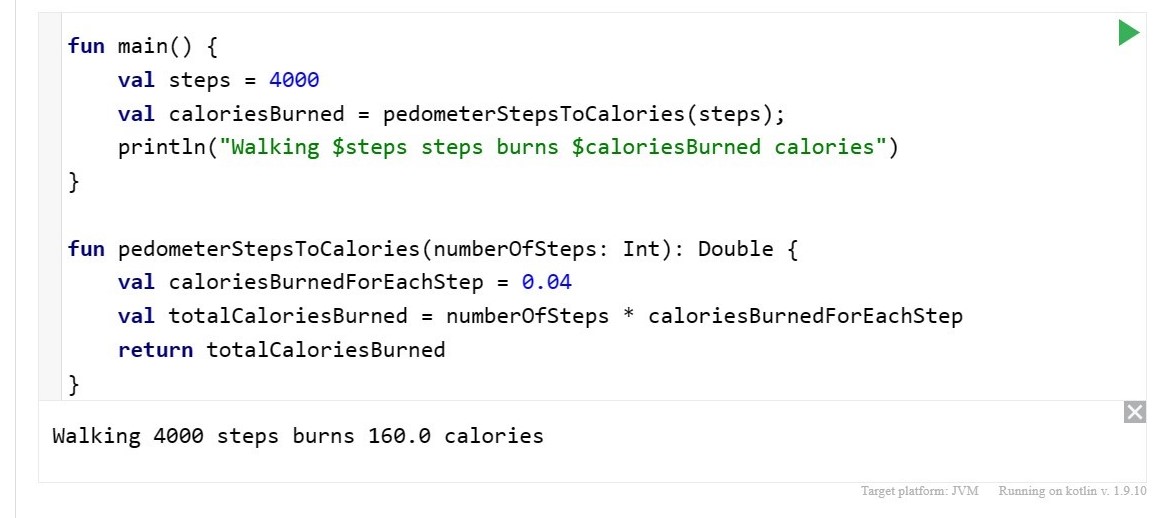 fun main() {
    val steps = 4000
    val caloriesBurned = pedometerStepsToCalories(steps);
    println("Walking $steps steps burns $caloriesBurned calories")
}

fun pedometerStepsToCalories(numberOfSteps: Int): Double {
    val caloriesBurnedForEachStep = 0.04
    val totalCaloriesBurned = numberOfSteps * caloriesBurnedForEachStep
    return totalCaloriesBurned
}
Walking 4000 steps burns 160.0 calories
Target platform: JVM Running on kotlin v. 1.9.10